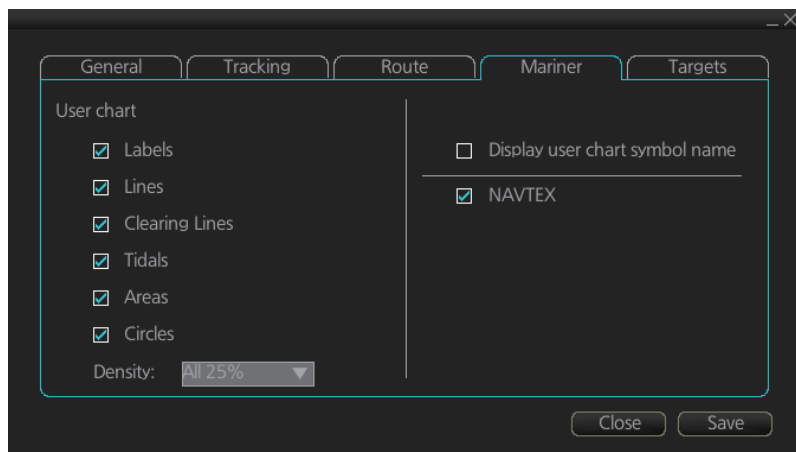 General Tracking Route Mariner Targets
User chart
Labels
Lines
Clearing Lines
Tidals
Areas
Circles
Density: All 25%
Display user chart symbol name
NAVTEX
Close Save